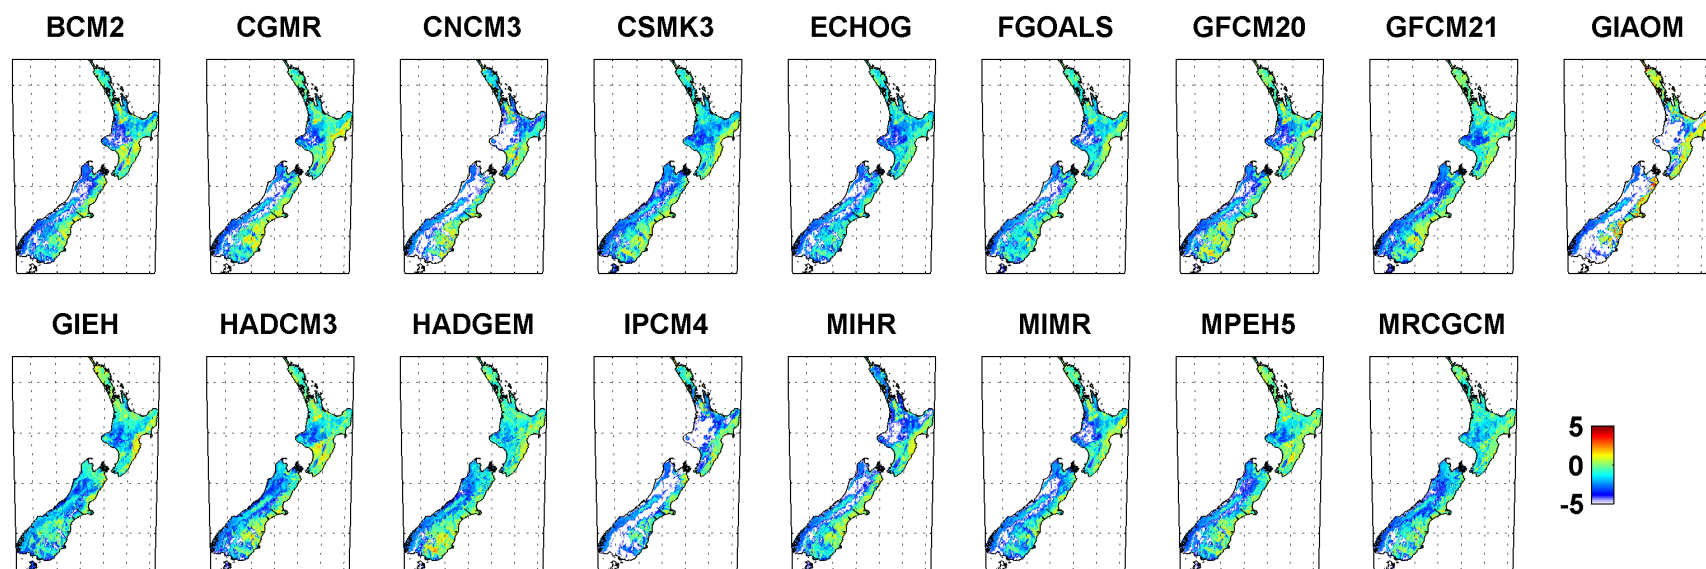 BCM2 CGMR CNCM3 CSMK3 ECHOG FGOALS GFCM20 GFCM21 GIAOM
GIEH HADCM3 HADGEM IPCM4 MIHR MIMR MPEH5 MRCGCM
5
0
-5